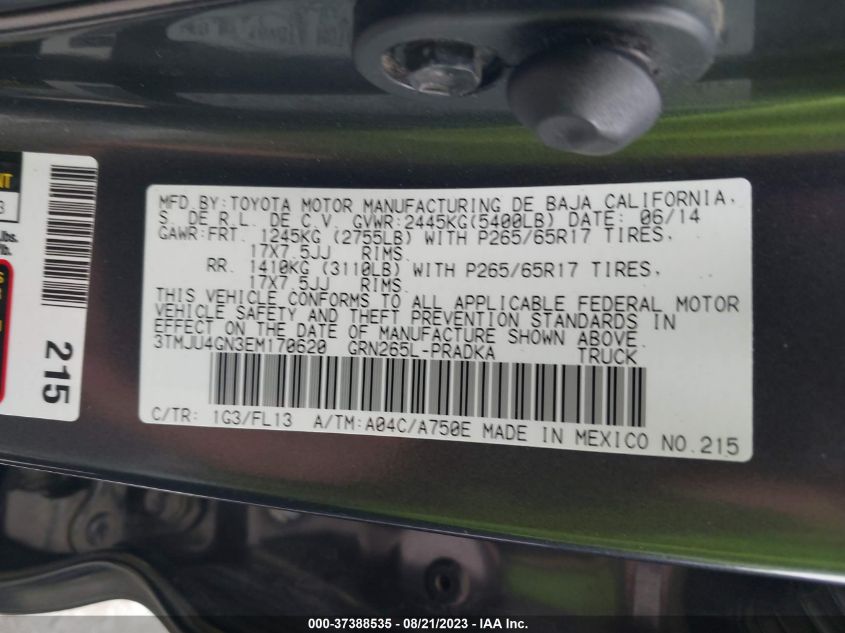 MFD.BY:TOYOTA MOTOR MANUFACTURING DE BAJA CALIFORNIA,
S. DE R.L. DE C.V. GVWR:2445KG(5400LB) DATE: 06/14
GAWR:FRT. 1245KG (2755LB) WITH P265/65R17 TIRES,
17X7.5JJ RIMS.
RR. 1410KG (3110LB) WITH P265/65R17 TIRES,
17X7.5JJ RIMS.
THIS VEHICLE CONFORMS TO ALL APPLICABLE FEDERAL MOTOR
VEHICLE SAFETY AND THEFT PREVENTION STANDARDS IN
EFFECT ON THE DATE OF MANUFACTURE SHOWN ABOVE.
3TMJU4GN3EM170620 GRN265L-PRADKA TRUCK
C/TR: 1G3/FL13 A/TM:A04C/A750E MADE IN MEXICO NO.215
215
000-37388535 - 08/21/2023 - IAA Inc.